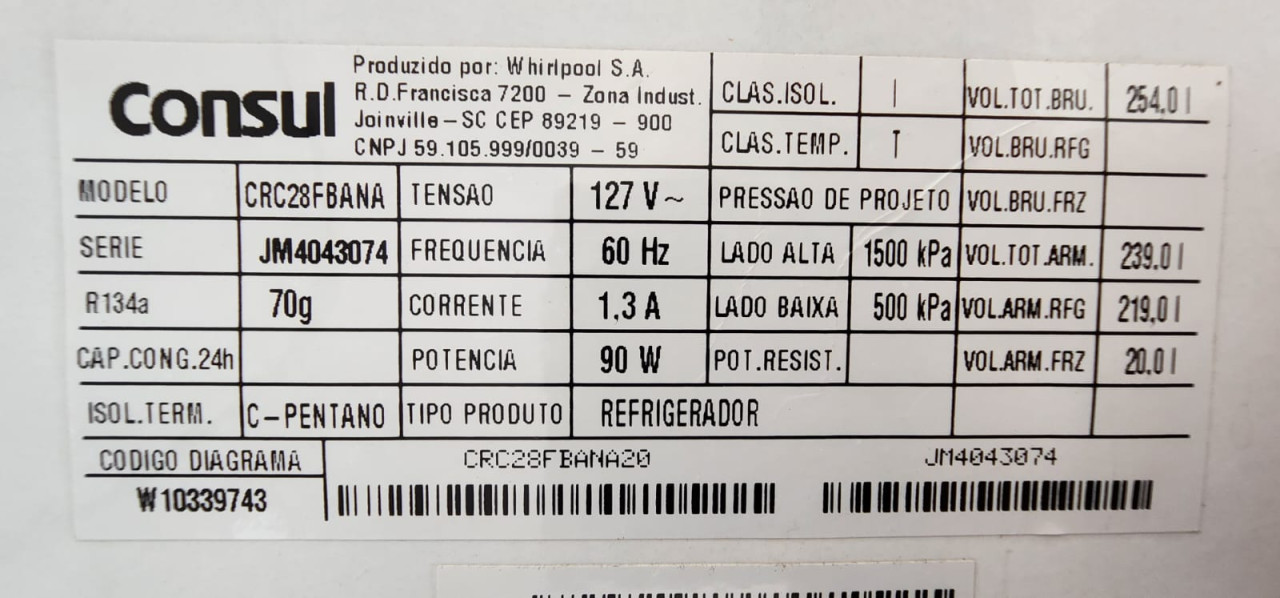 Consul
Produzido por: Whirlpool S.A.
R.D.Francisca 7200 – Zona Indust.
Joinville–SC CEP 89219 – 900
CNPJ 59.105.999/0039 – 59
CLAS.ISOL. I VOL.TOT.BRU. 254,0 l
CLAS.TEMP. T VOL.BRU.RFG
MODELO CRC28FBANA TENSAO 127 V~ PRESSAO DE PROJETO VOL.BRU.FRZ
SERIE JM4043074 FREQUENCIA 60 Hz LADO ALTA 1500 kPa VOL.TOT.ARM. 239.0 l
R134a 70g CORRENTE 1,3 A LADO BAIXA 500 kPa VOL.ARM.RFG 219,0 l
CAP.CONG.24h POTENCIA 90 W POT.RESIST. VOL.ARM.FRZ 20,0 l
ISOL.TERM. C–PENTANO TIPO PRODUTO REFRIGERADOR
CODIGO DIAGRAMA CRC28FBANA20 JM4043074
W10339743